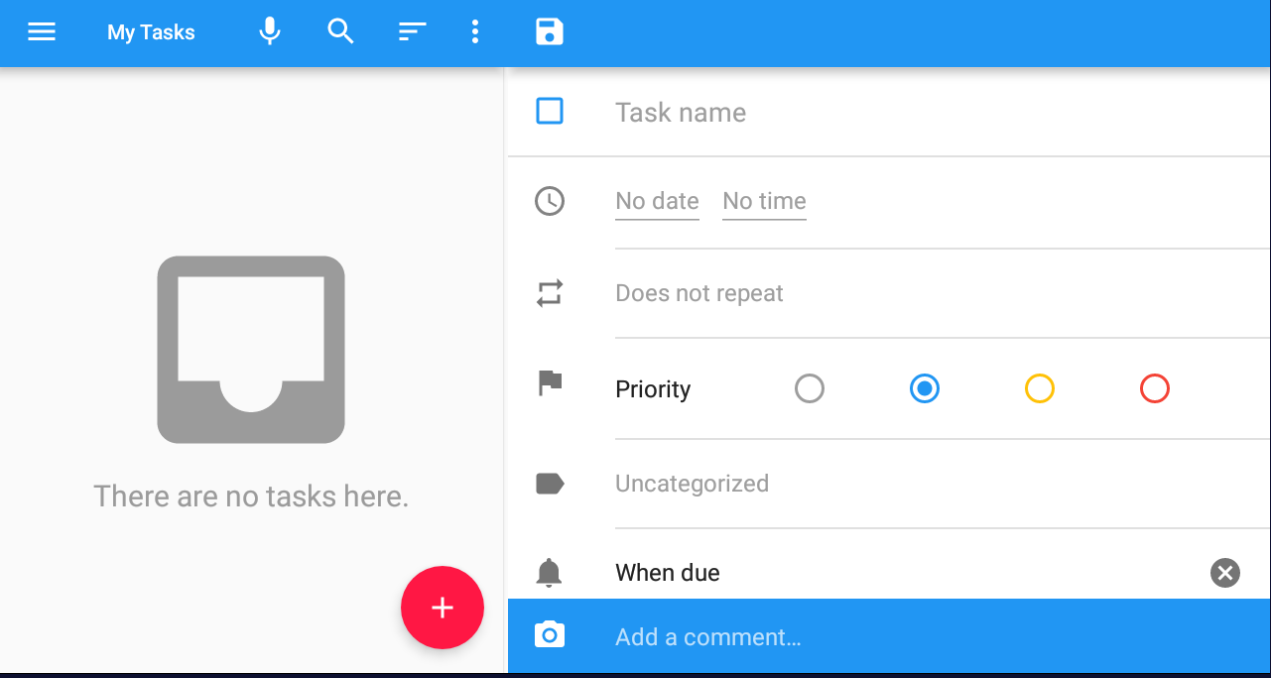 My Tasks
There are no tasks here.
Task name
No date No time
Does not repeat
Priority
Uncategorized
When due
Add a comment...